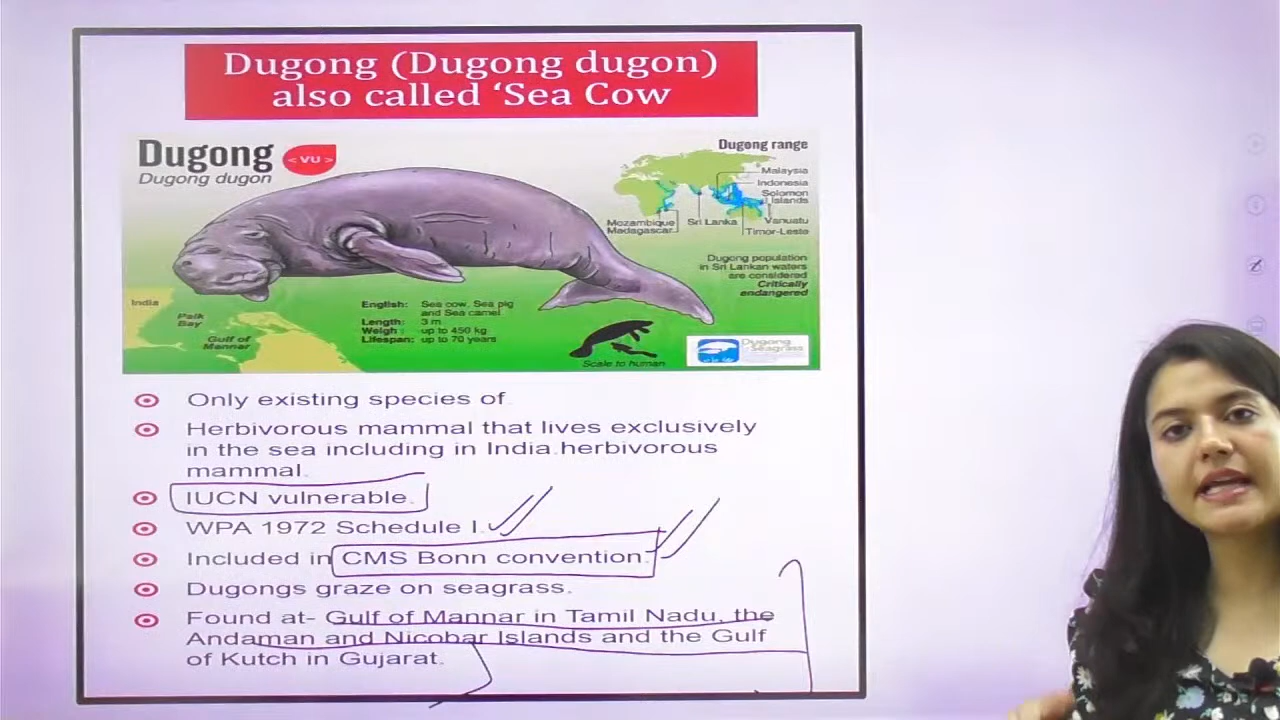 Dugong (Dugong dugon)
also called ‘Sea Cow
Dugong
< VU >
Dugong dugon
Dugong range
Malaysia
Indonesia
Solomon
Islands
Mozambique
Sri Lanka
Vanuatu
Madagascar
Timor-Leste
Dugong population
in Sri Lankan waters
are considered
Critically
endangered
India
Palk
Bay
Gulf of
Mannar
English: Sea cow, Sea pig
and Sea camel
Length: 3 m
Weigh : up to 450 kg
Lifespan: up to 70 years
Scale to human
Dugong
Seagrass
Only existing species of.
Herbivorous mammal that lives exclusively
in the sea including in India.herbivorous
mammal.
IUCN vulnerable.
WPA 1972 Schedule I.
Included in CMS Bonn convention.
Dugongs graze on seagrass.
Found at- Gulf of Mannar in Tamil Nadu, the
Andaman and Nicobar Islands and the Gulf
of Kutch in Gujarat.